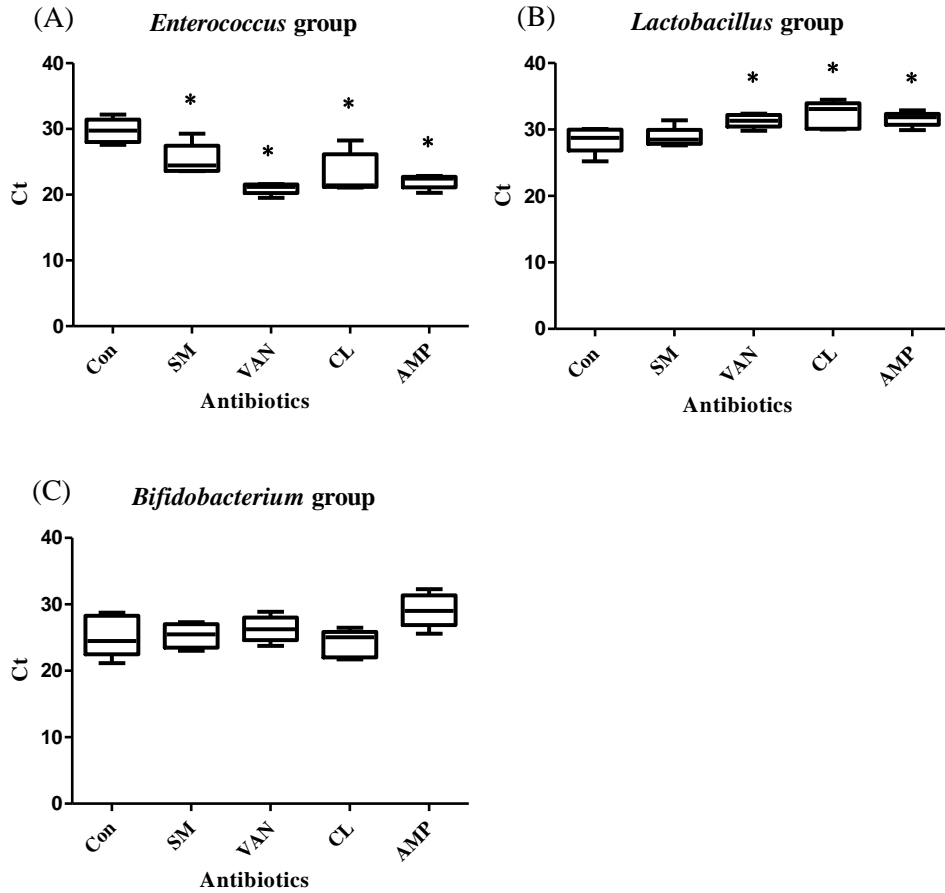 (A)
Enterococcus group
40
30
20
10
0
Ct
* * * *
Con SM VAN CL AMP
Antibiotics
(B)
Lactobacillus group
40
30
20
10
0
Ct
* * *
Con SM VAN CL AMP
Antibiotics
(C)
Bifidobacterium group
40
30
20
10
0
Ct
Con SM VAN CL AMP
Antibiotics